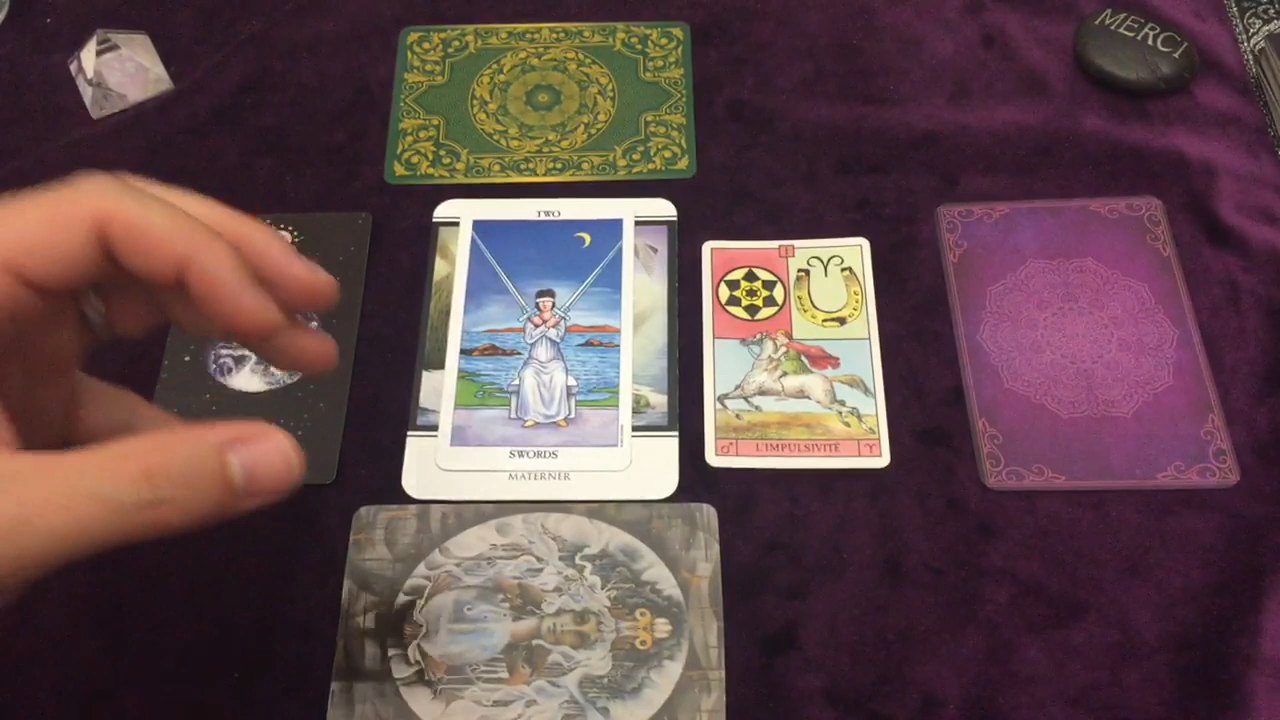 MERCI
TWO
SWORDS
MATERNER
I
L'IMPULSIVITÉ